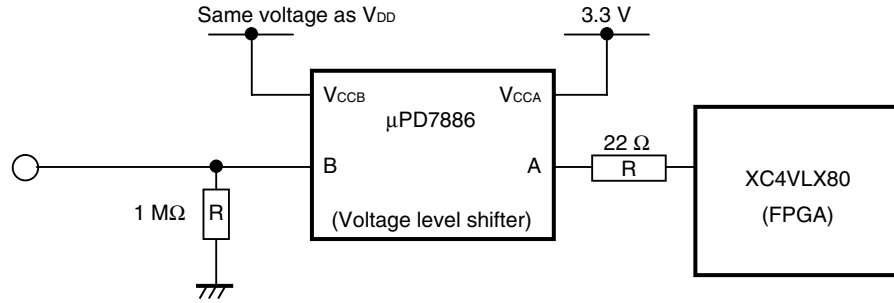 Same voltage as VDD
3.3 V
VCCB
VCCA
μPD7886
22 Ω
B
A
R
XC4VLX80
1 MΩ
R
(Voltage level shifter)
(FPGA)